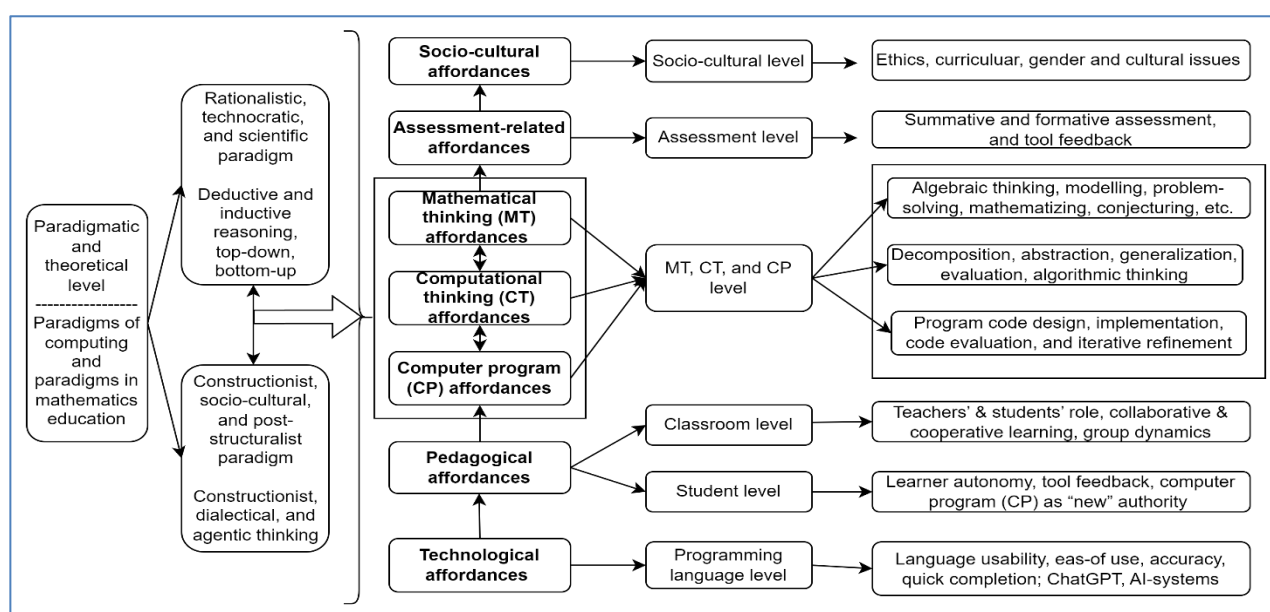 Paradigmatic
and
theoretical
level
------------------
Paradigms of
computing
and
paradigms in
mathematics
education
Rationalistic,
technocratic,
and scientific
paradigm
Deductive and
inductive
reasoning,
top-down,
bottom-up
Constructionist,
socio-cultural,
and post-
structuralist
paradigm
Constructionist,
dialectical, and
agentic thinking
Socio-cultural
affordances
Socio-cultural level
Ethics, curriculuar, gender and cultural issues
Assessment-related
affordances
Assessment level
Summative and formative assessment,
and tool feedback
Mathematical
thinking (MT)
affordances
Computational
thinking (CT)
affordances
Computer program
(CP) affordances
MT, CT, and CP
level
Algebraic thinking, modelling, problem-
solving, mathematizing, conjecturing, etc.
Decomposition, abstraction, generalization,
evaluation, algorithmic thinking
Program code design, implementation,
code evaluation, and iterative refinement
Pedagogical
affordances
Classroom level
Teachers' & students' role, collaborative &
cooperative learning, group dynamics
Student level
Learner autonomy, tool feedback, computer
program (CP) as "new" authority
Technological
affordances
Programming
language level
Language usability, eas-of use, accuracy,
quick completion; ChatGPT, AI-systems